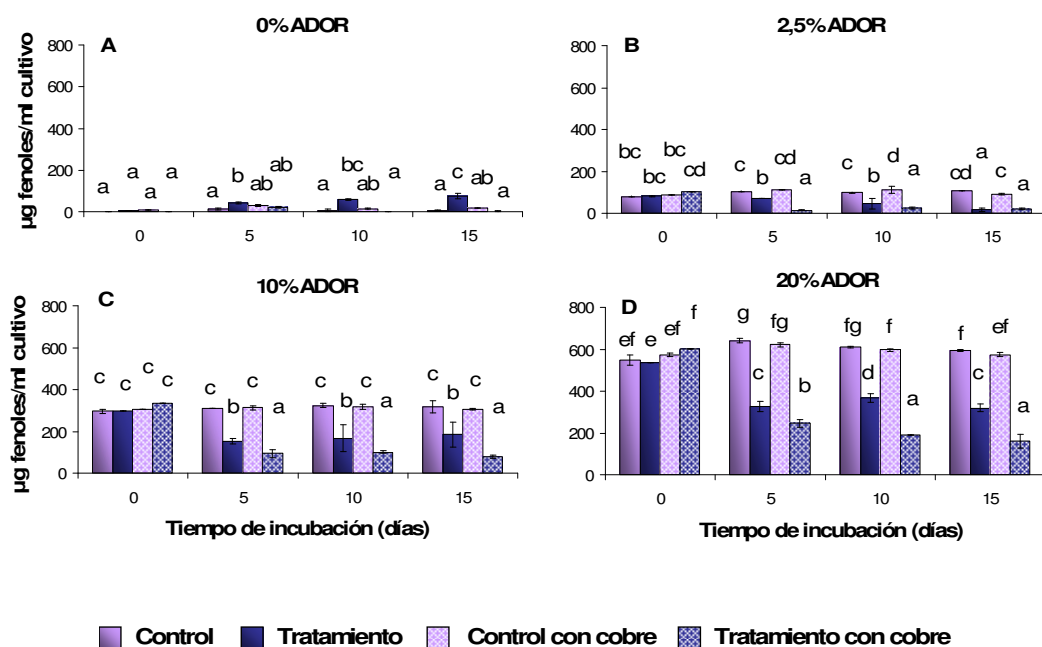 0% ADOR
A
µg fenoles/ml cultivo
800
600
400
200
0
a a a a
a b ab ab
a bc ab a
a c ab a
0 5 10 15
2,5% ADOR
B
800
600
400
200
0
bc bc bc cd
c b cd a
c b d a
cd a c a
0 5 10 15
10% ADOR
C
µg fenoles/ml cultivo
800
600
400
200
0
c c c c
c b c a
c b c a
c b c a
0 5 10 15
Tiempo de incubación (días)
20% ADOR
D
800
600
400
200
0
ef e ef f
g c fg b
fg d f a
f c ef a
0 5 10 15
Tiempo de incubación (días)
Control Tratamiento Control con cobre Tratamiento con cobre